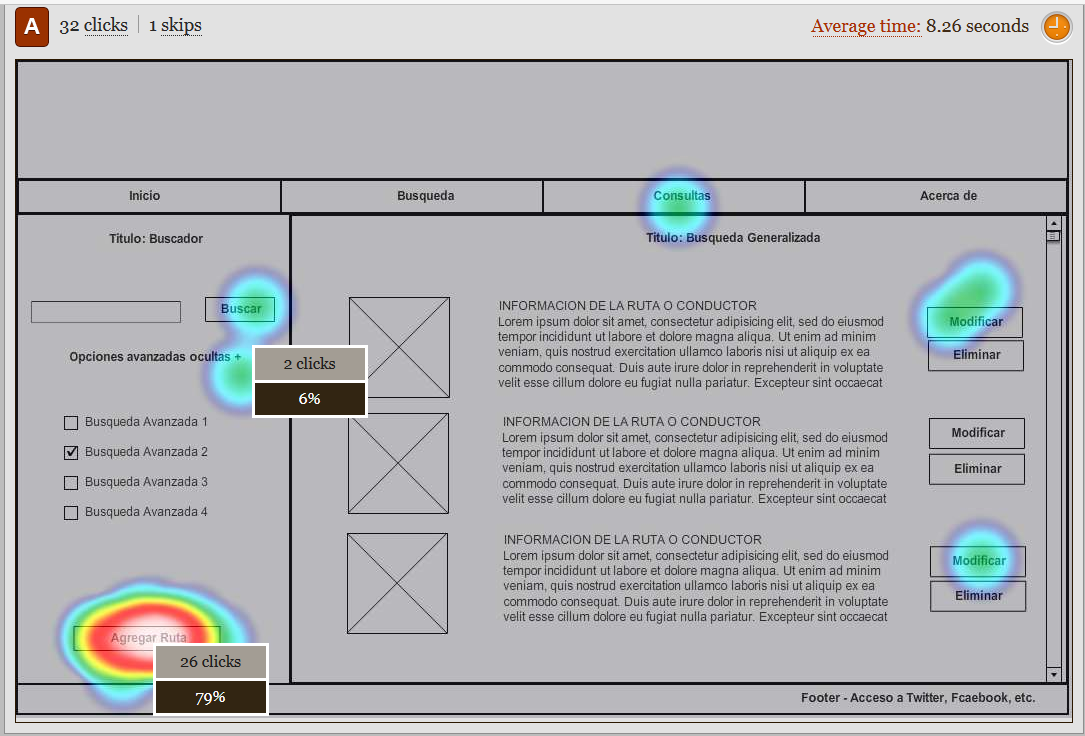 A 32 clicks 1 skips Average time: 8.26 seconds
Inicio Busqueda Consultas Acerca de
Titulo: Buscador
Buscar
Opciones avanzadas ocultas +
2 clicks
6%
Busqueda Avanzada 1
Busqueda Avanzada 2
Busqueda Avanzada 3
Busqueda Avanzada 4
Agregar Ruta
26 clicks
79%
Titulo: Busqueda Generalizada
INFORMACION DE LA RUTA O CONDUCTOR
Lorem ipsum dolor sit amet, consectetur adipisicing elit, sed do eiusmod
tempor incididunt ut labore et dolore magna aliqua. Ut enim ad minim
veniam, quis nostrud exercitation ullamco laboris nisi ut aliquip ex ea
commodo consequat. Duis aute irure dolor in reprehenderit in voluptate
velit esse cillum dolore eu fugiat nulla pariatur. Excepteur sint occaecat
Modificar
Eliminar
INFORMACION DE LA RUTA O CONDUCTOR
Lorem ipsum dolor sit amet, consectetur adipisicing elit, sed do eiusmod
tempor incididunt ut labore et dolore magna aliqua. Ut enim ad minim
veniam, quis nostrud exercitation ullamco laboris nisi ut aliquip ex ea
commodo consequat. Duis aute irure dolor in reprehenderit in voluptate
velit esse cillum dolore eu fugiat nulla pariatur. Excepteur sint occaecat
Modificar
Eliminar
INFORMACION DE LA RUTA O CONDUCTOR
Lorem ipsum dolor sit amet, consectetur adipisicing elit, sed do eiusmod
tempor incididunt ut labore et dolore magna aliqua. Ut enim ad minim
veniam, quis nostrud exercitation ullamco laboris nisi ut aliquip ex ea
commodo consequat. Duis aute irure dolor in reprehenderit in voluptate
velit esse cillum dolore eu fugiat nulla pariatur. Excepteur sint occaecat
Modificar
Eliminar
Footer - Acceso a Twitter, Fcaebook, etc.